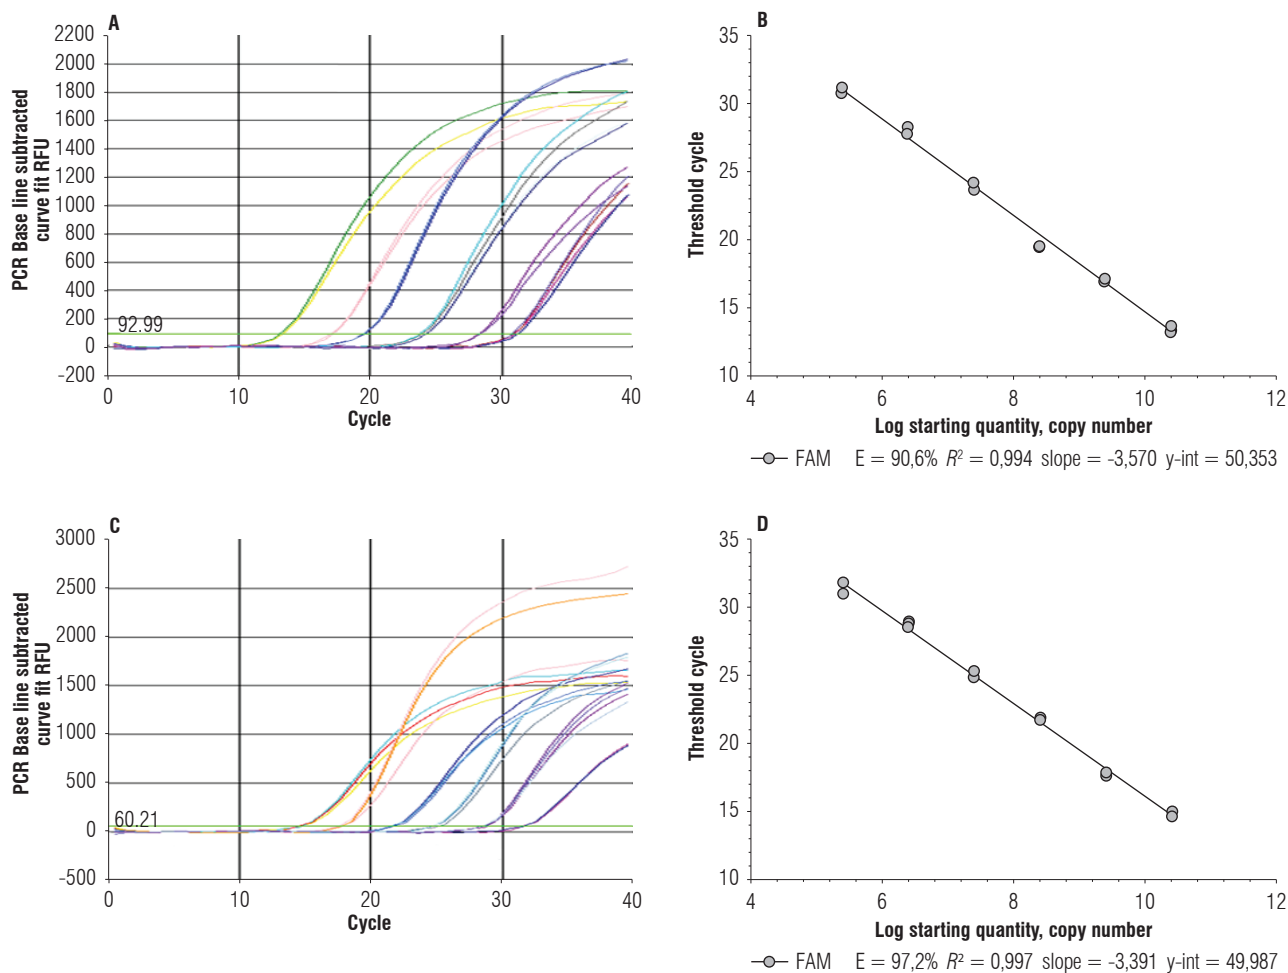 A
PCR Base line subtracted
curve fit RFU
2200
2000
1800
1600
1400
1200
1000
800
600
400
200
0
-200
92.99
0 10 20 30 40
Cycle
B
Threshold cycle
35
30
25
20
15
10
4 6 8 10 12
Log starting quantity, copy number
FAM E = 90,6% R² = 0,994 slope = -3,570 y-int = 50,353
C
PCR Base line subtracted
curve fit RFU
3000
2500
2000
1500
1000
500
0
-500
60.21
0 10 20 30 40
Cycle
D
Threshold cycle
35
30
25
20
15
10
4 6 8 10 12
Log starting quantity, copy number
FAM E = 97,2% R² = 0,997 slope = -3,391 y-int = 49,987